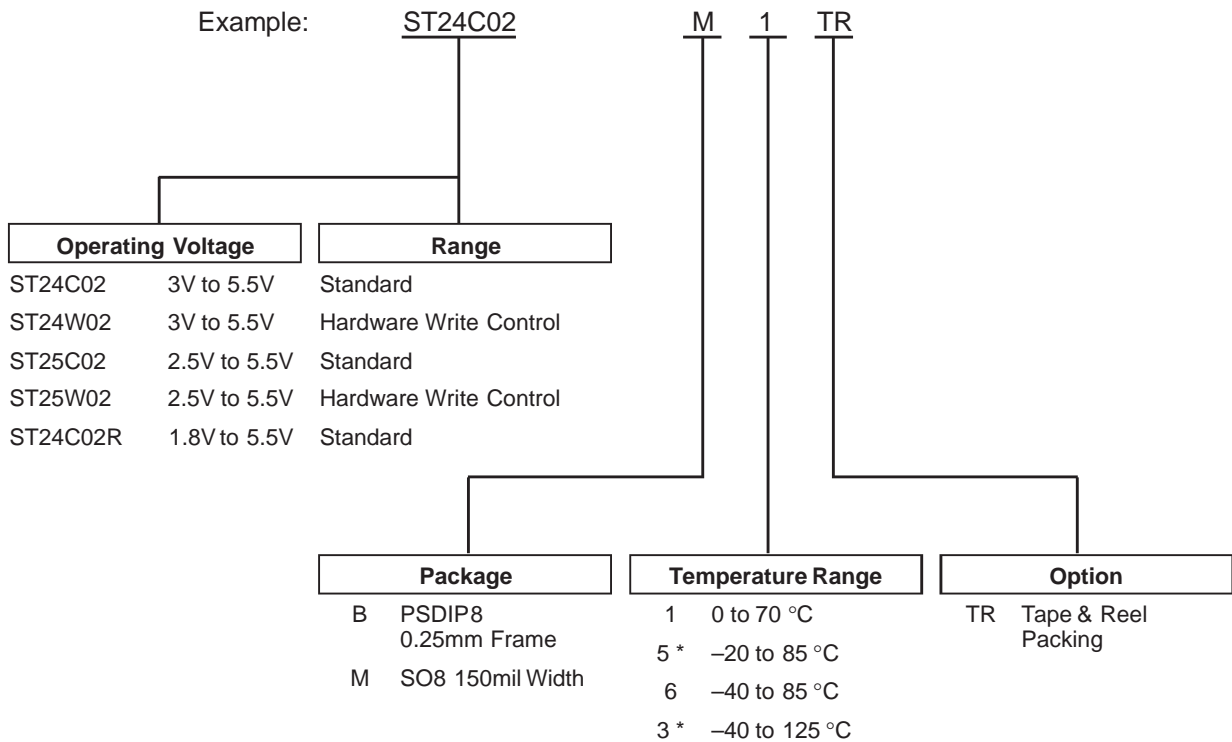 Example: ST24C02 M 1 TR
Operating Voltage Range
ST24C02 3V to 5.5V Standard
ST24W02 3V to 5.5V Hardware Write Control
ST25C02 2.5V to 5.5V Standard
ST25W02 2.5V to 5.5V Hardware Write Control
ST24C02R 1.8V to 5.5V Standard
Package
B PSDIP8
0.25mm Frame
M SO8 150mil Width
Temperature Range
1 0 to 70 °C
5 * –20 to 85 °C
6 –40 to 85 °C
3 * –40 to 125 °C
Option
TR Tape & Reel
Packing